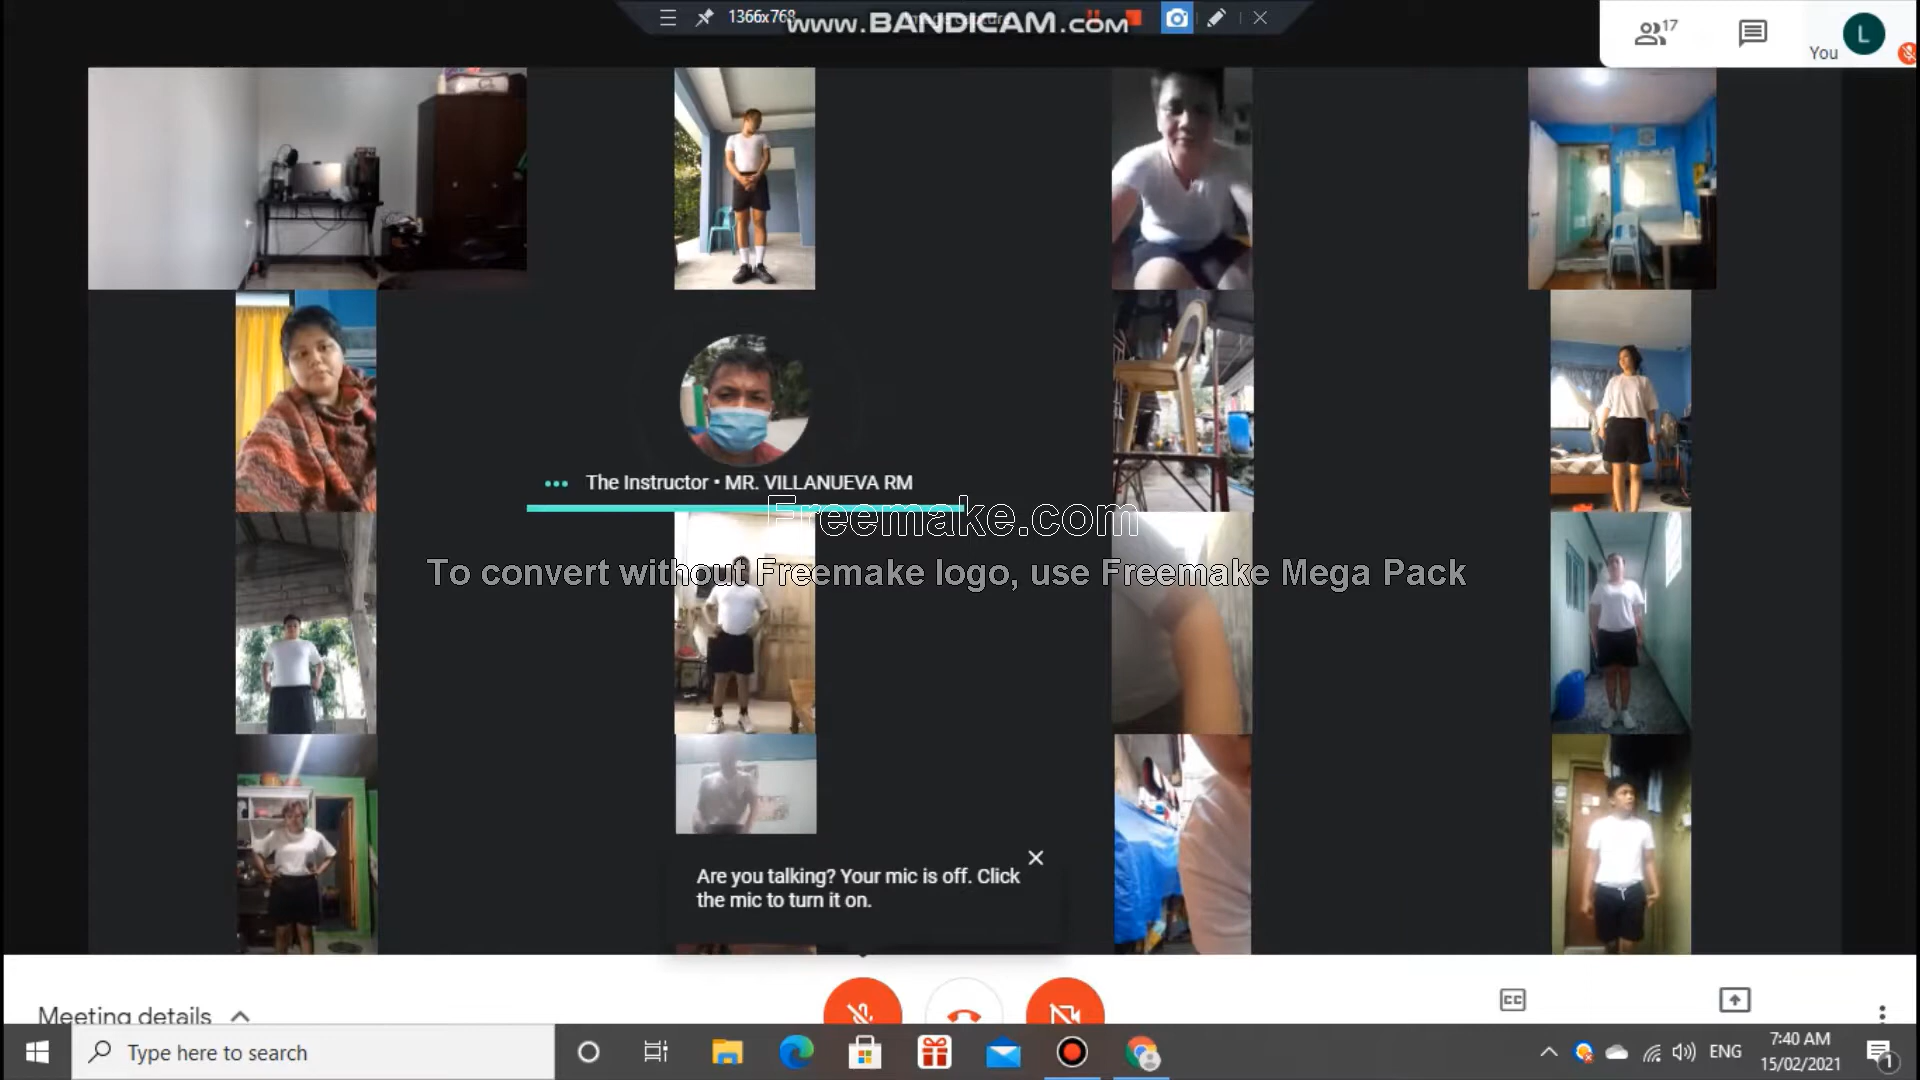 1366x768
www.BANDICAM.com
17
You
L
The Instructor • MR. VILLANUEVA RM
Freemake.com
To convert without Freemake logo, use Freemake Mega Pack
Are you talking? Your mic is off. Click
the mic to turn it on.
CC
Meeting details
Type here to search
ENG
7:40 AM
15/02/2021
1